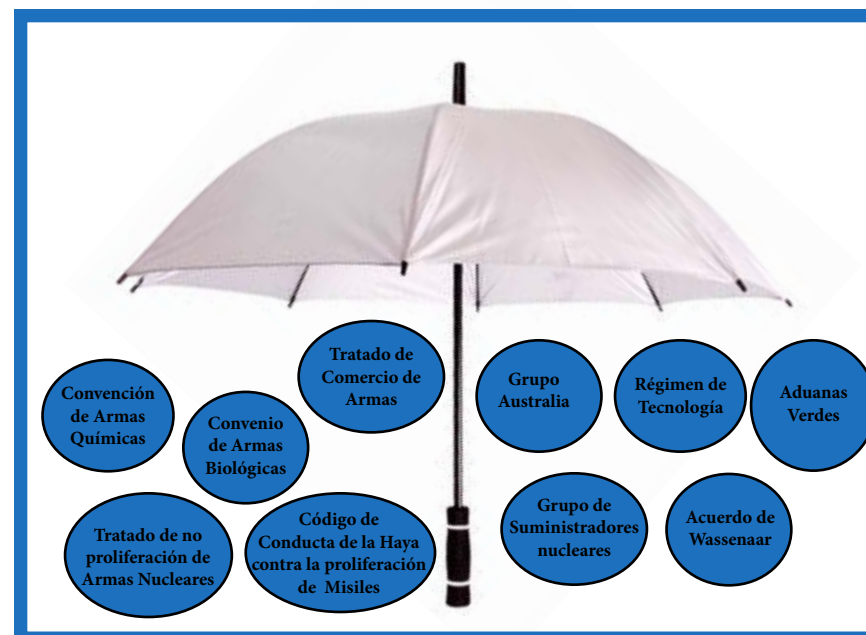 Convención
de Armas
Químicas
Convenio
de Armas
Biológicas
Tratado de
Comercio de
Armas
Grupo
Australia
Régimen de
Tecnología
Aduanas
Verdes
Tratado de no
proliferación de
Armas Nucleares
Código de
Conducta de la Haya
contra la proliferación
de Misiles
Grupo de
Suministradores
nucleares
Acuerdo de
Wassenaar